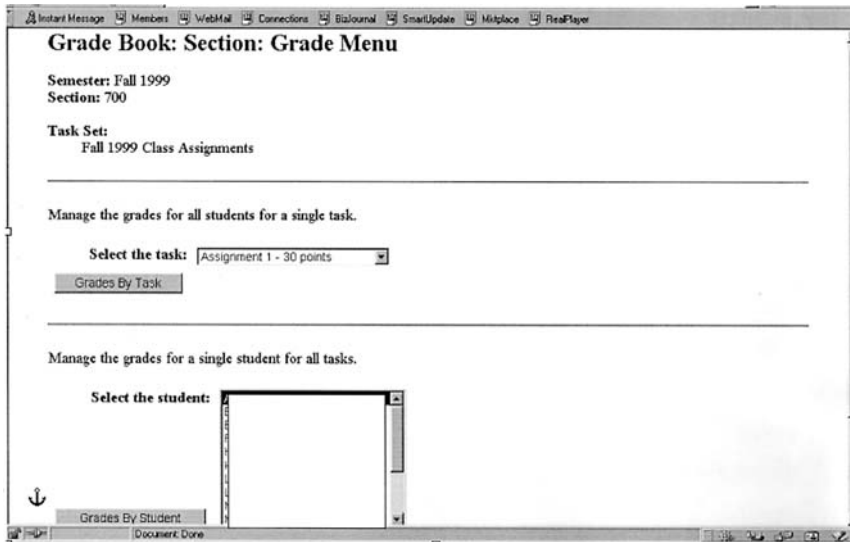 Instant Message Members WebMail Connections BizJournal SmartUpdate Mktplace RealPlayer
Grade Book: Section: Grade Menu
Semester: Fall 1999
Section: 700
Task Set:
Fall 1999 Class Assignments
Manage the grades for all students for a single task.
Select the task: Assignment 1 - 30 points
Grades By Task
Manage the grades for a single student for all tasks.
Select the student:
Grades By Student
Document: Done